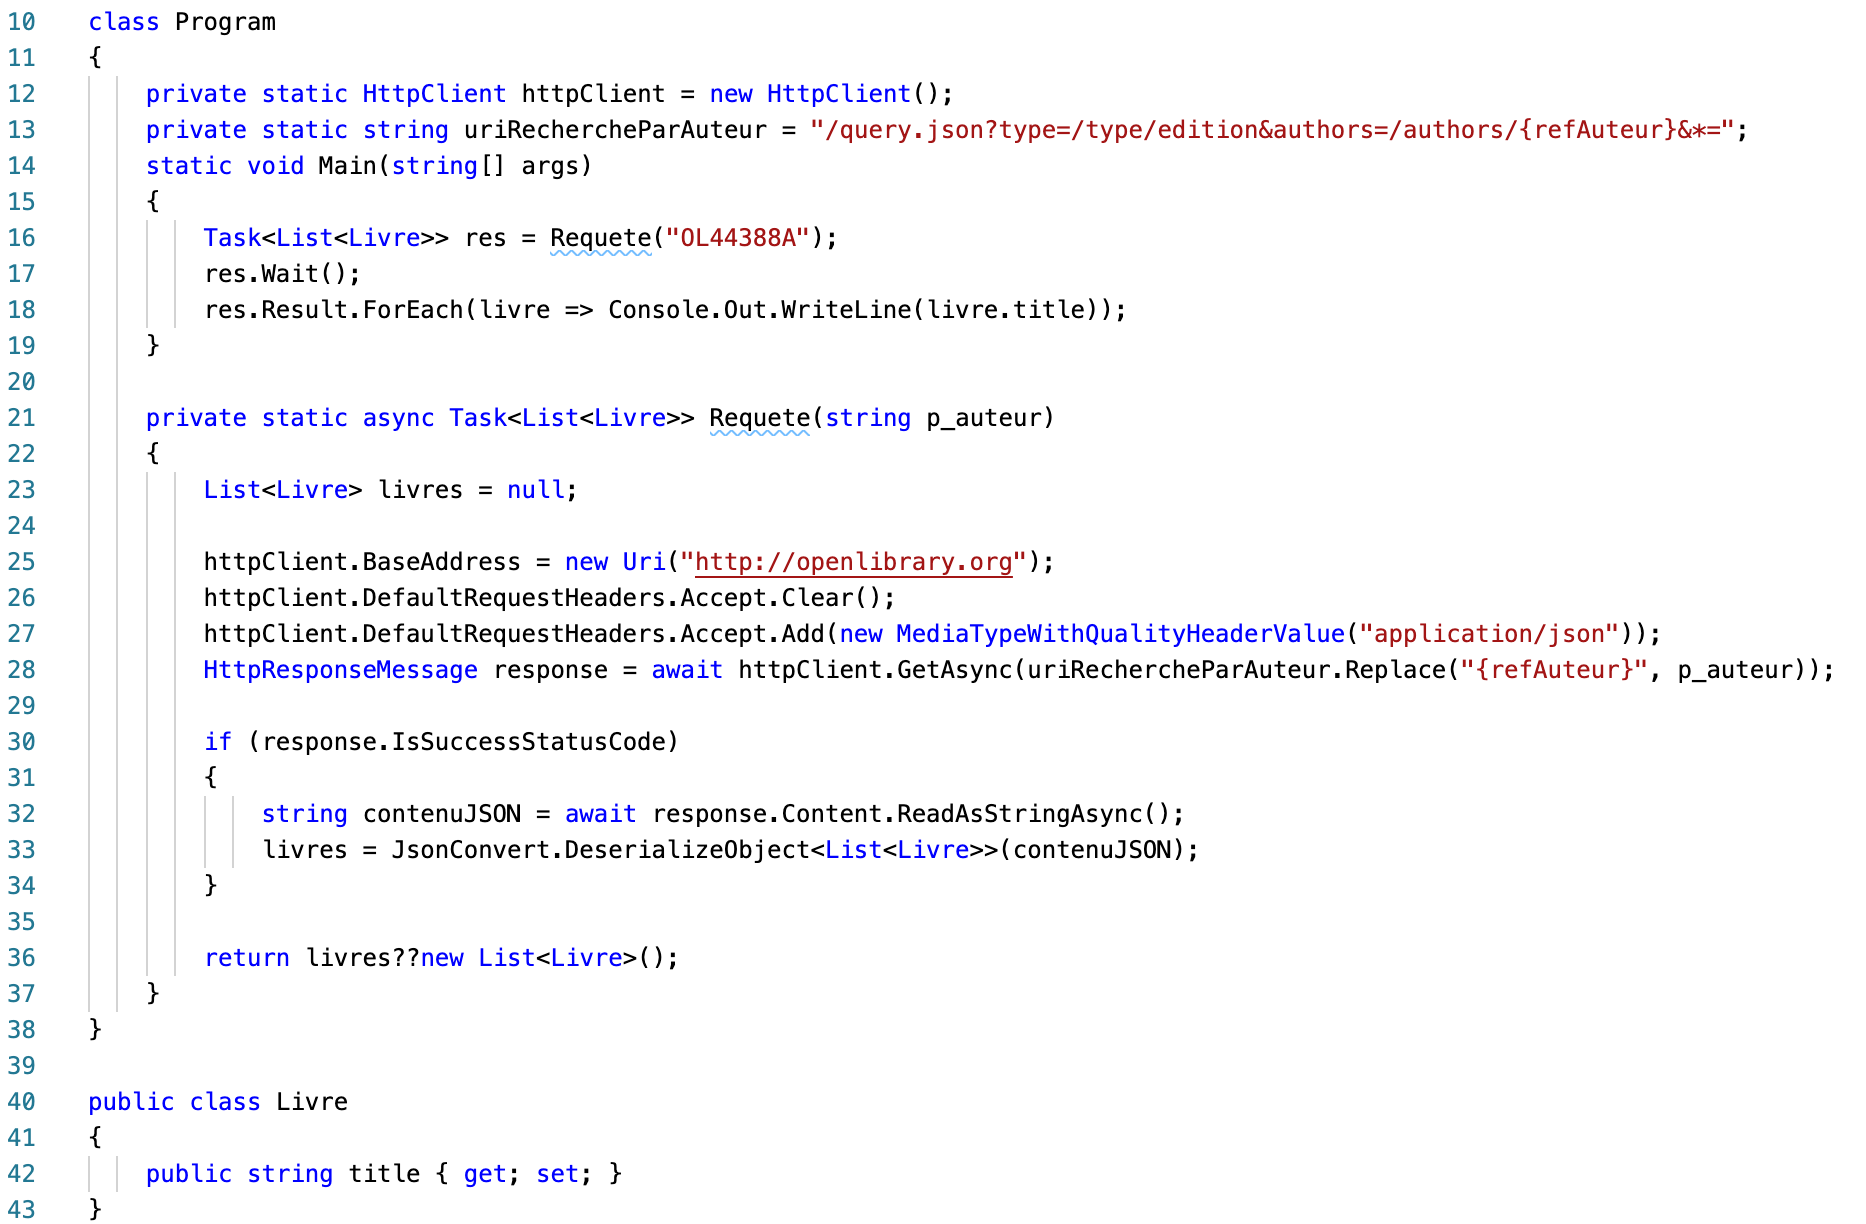 10 class Program
11 {
12 private static HttpClient httpClient = new HttpClient();
13 private static string uriRechercheParAuteur = "/query.json?type=/type/edition&authors=/authors/{refAuteur}&*=";
14 static void Main(string[] args)
15 {
16 Task<List<Livre>> res = Requete("OL44388A");
17 res.Wait();
18 res.Result.ForEach(livre => Console.Out.WriteLine(livre.title));
19 }
20
21 private static async Task<List<Livre>> Requete(string p_auteur)
22 {
23 List<Livre> livres = null;
24
25 httpClient.BaseAddress = new Uri("http://openlibrary.org");
26 httpClient.DefaultRequestHeaders.Accept.Clear();
27 httpClient.DefaultRequestHeaders.Accept.Add(new MediaTypeWithQualityHeaderValue("application/json"));
28 HttpResponseMessage response = await httpClient.GetAsync(uriRechercheParAuteur.Replace("{refAuteur}", p_auteur));
29
30 if (response.IsSuccessStatusCode)
31 {
32 string contenuJSON = await response.Content.ReadAsStringAsync();
33 livres = JsonConvert.DeserializeObject<List<Livre>>(contenuJSON);
34 }
35
36 return livres??new List<Livre>();
37 }
38 }
39
40 public class Livre
41 {
42 public string title { get; set; }
43 }